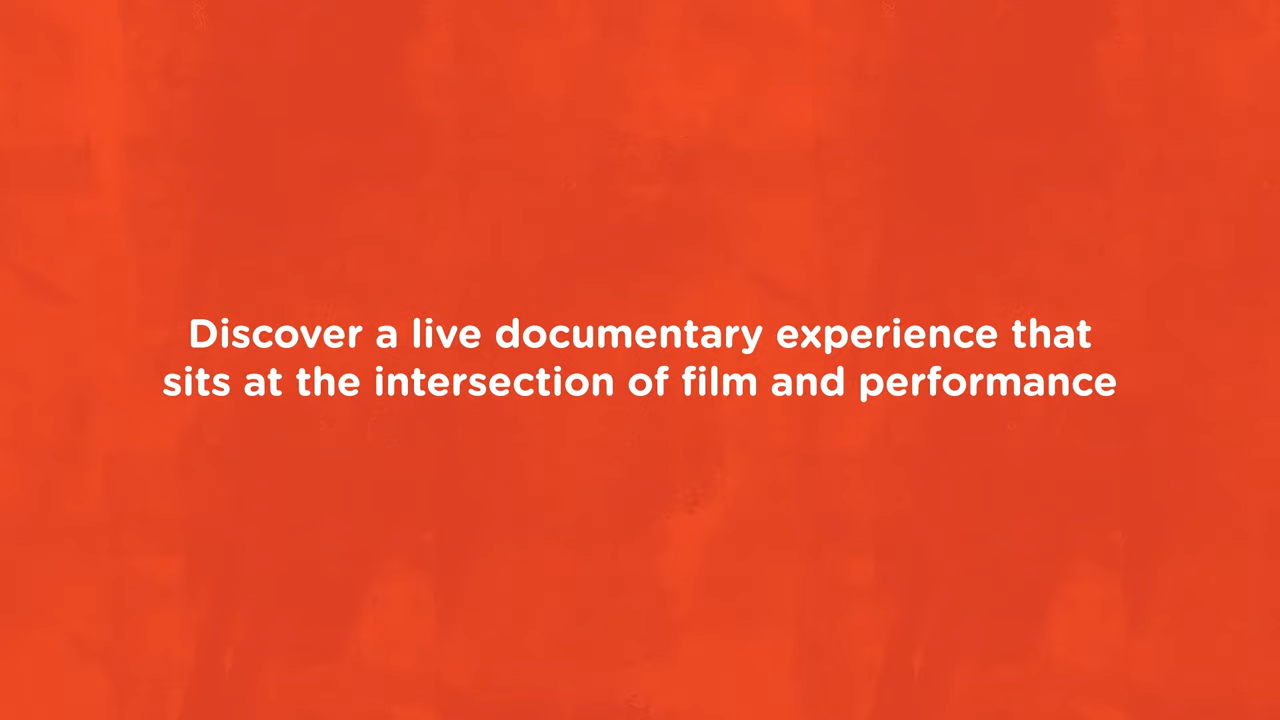 Discover a live documentary experience that
sits at the intersection of film and performance